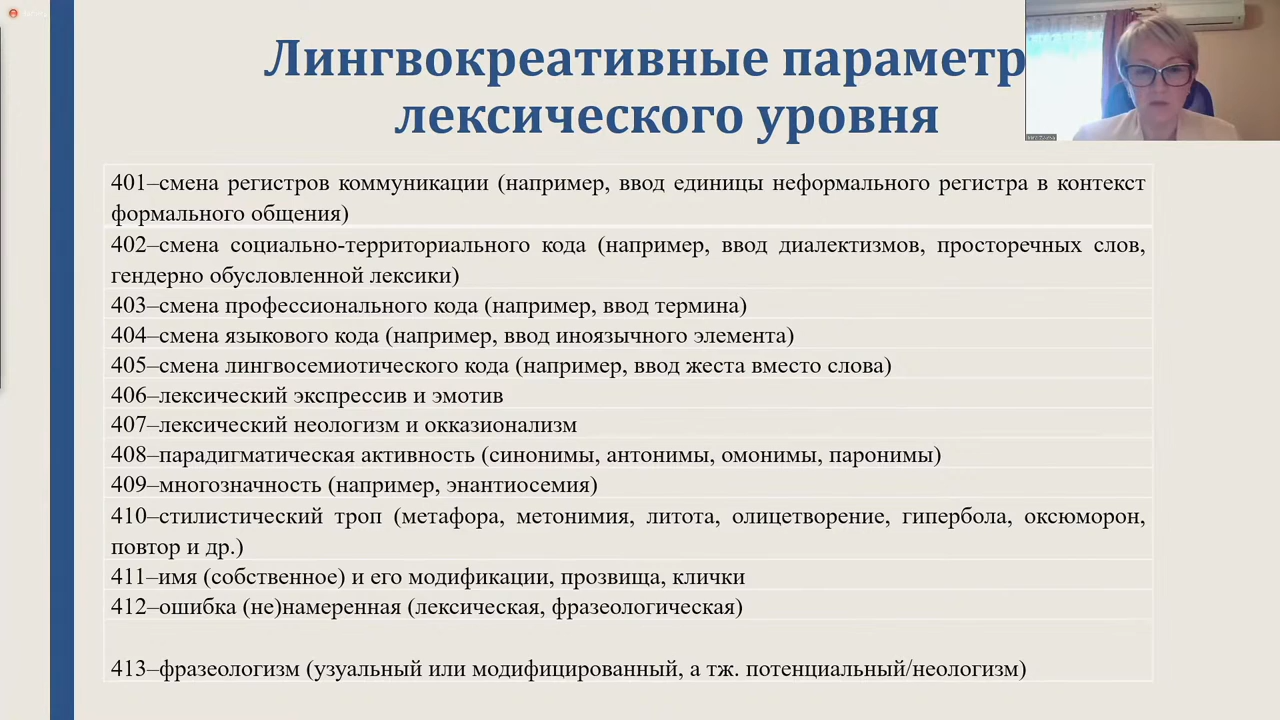 Лингвокреативные параметр
лексического уровня
401–смена регистров коммуникации (например, ввод единицы неформального регистра в контекст
формального общения)
402–смена социально-территориального кода (например, ввод диалектизмов, просторечных слов,
гендерно обусловленной лексики)
403–смена профессионального кода (например, ввод термина)
404–смена языкового кода (например, ввод иноязычного элемента)
405–смена лингвосемиотического кода (например, ввод жеста вместо слова)
406–лексический экспрессив и эмотив
407–лексический неологизм и окказионализм
408–парадигматическая активность (синонимы, антонимы, омонимы, паронимы)
409–многозначность (например, энантиосемия)
410–стилистический троп (метафора, метонимия, литота, олицетворение, гипербола, оксюморон,
повтор и др.)
411–имя (собственное) и его модификации, прозвища, клички
412–ошибка (не)намеренная (лексическая, фразеологическая)
413–фразеологизм (узуальный или модифицированный, а тж. потенциальный/неологизм)